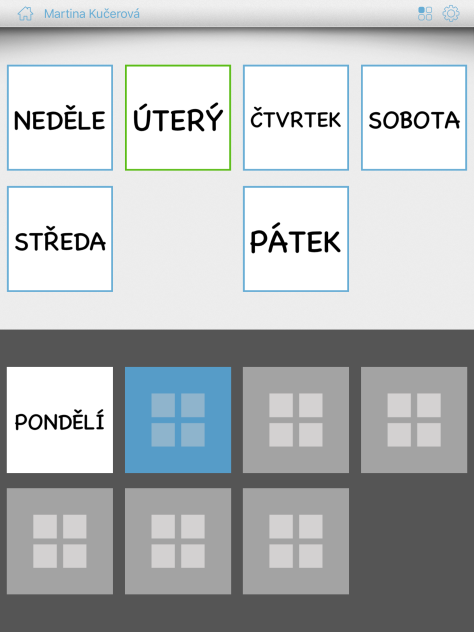 Martina Kučerová
NEDĚLE
ÚTERÝ
ČTVRTEK
SOBOTA
STŘEDA
PÁTEK
PONDĚLÍ